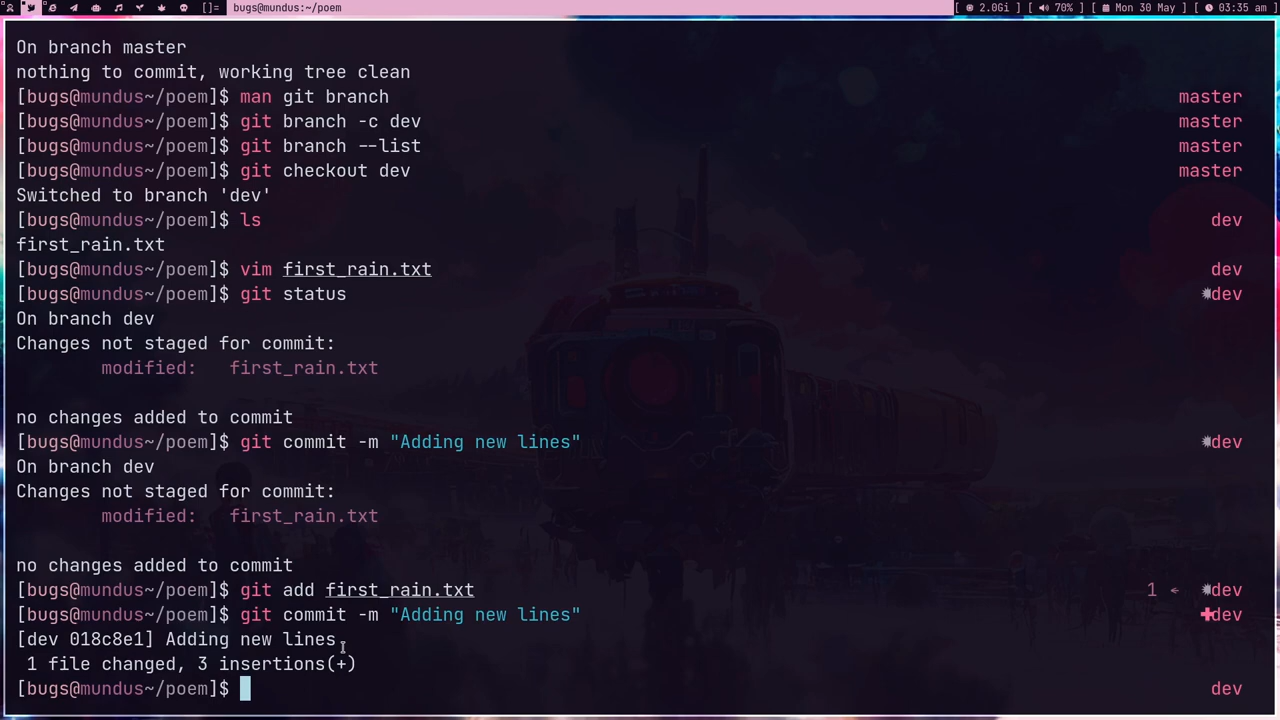 []= bugs@mundus:~/poem [ 2.0Gi ] [ 70% ] [ Mon 30 May ] [ 03:35 am ]
On branch master
nothing to commit, working tree clean
[bugs@mundus~/poem]$ man git branch master
[bugs@mundus~/poem]$ git branch -c dev master
[bugs@mundus~/poem]$ git branch --list master
[bugs@mundus~/poem]$ git checkout dev master
Switched to branch 'dev'
[bugs@mundus~/poem]$ ls dev
first_rain.txt
[bugs@mundus~/poem]$ vim first_rain.txt dev
[bugs@mundus~/poem]$ git status ✹dev
On branch dev
Changes not staged for commit:
modified: first_rain.txt
no changes added to commit
[bugs@mundus~/poem]$ git commit -m "Adding new lines" ✹dev
On branch dev
Changes not staged for commit:
modified: first_rain.txt
no changes added to commit
[bugs@mundus~/poem]$ git add first_rain.txt 1 ← ✹dev
[bugs@mundus~/poem]$ git commit -m "Adding new lines" ✚dev
[dev 018c8e1] Adding new lines
1 file changed, 3 insertions(+)
[bugs@mundus~/poem]$ dev